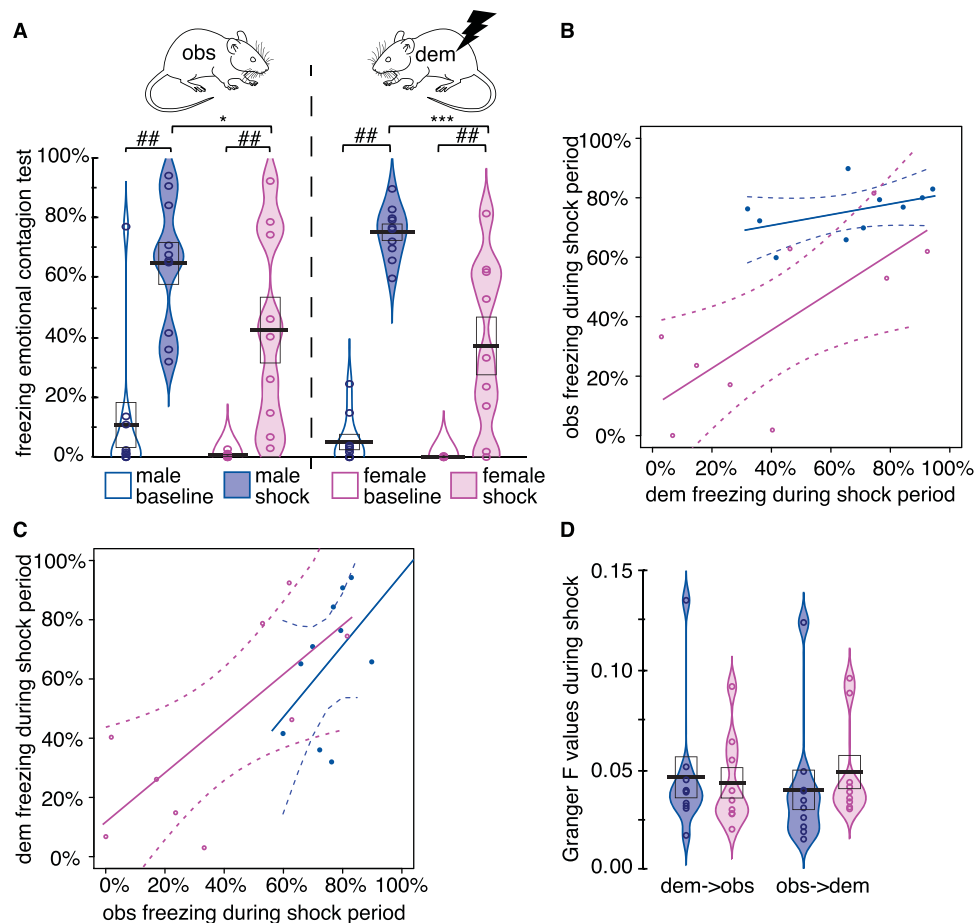 A
obs
dem
*
***
##
##
##
##
freezing emotional contagion test
100%
80%
60%
40%
20%
0%
male baseline
male shock
female baseline
female shock
B
obs freezing during shock period
100%
80%
60%
40%
20%
0%
0% 20% 40% 60% 80% 100%
dem freezing during shock period
C
dem freezing during shock period
100%
80%
60%
40%
20%
0%
0% 20% 40% 60% 80% 100%
obs freezing during shock period
D
Granger F values during shock
0.15
0.10
0.05
0.00
dem->obs obs->dem